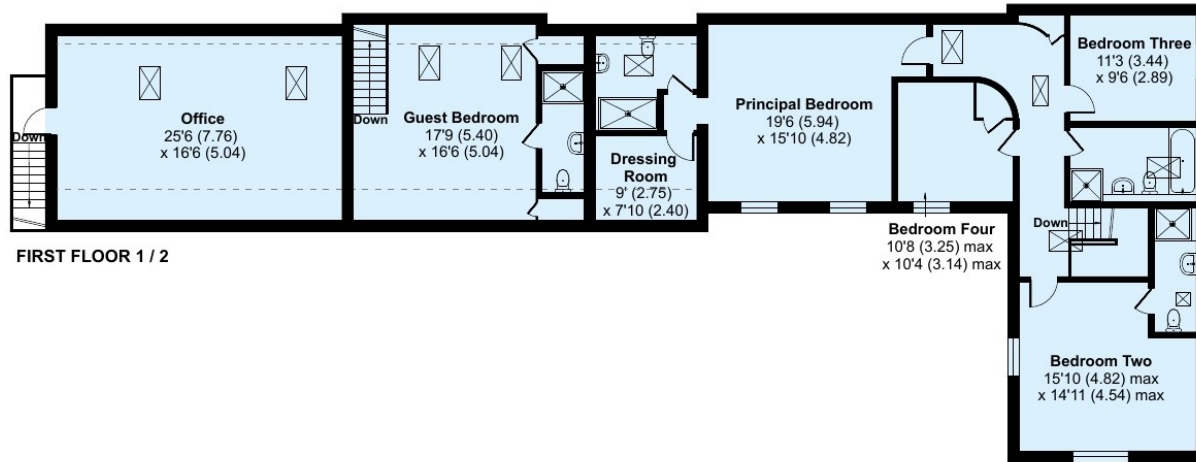 Down
Office
25'6 (7.76)
x 16'6 (5.04)
Down
Guest Bedroom
17'9 (5.40)
x 16'6 (5.04)
Dressing
Room
9' (2.75)
x 7'10 (2.40)
Principal Bedroom
19'6 (5.94)
x 15'10 (4.82)
Bedroom Three
11'3 (3.44)
x 9'6 (2.89)
Bedroom Four
10'8 (3.25) max
x 10'4 (3.14) max
Down
Bedroom Two
15'10 (4.82) max
x 14'11 (4.54) max
FIRST FLOOR 1 / 2